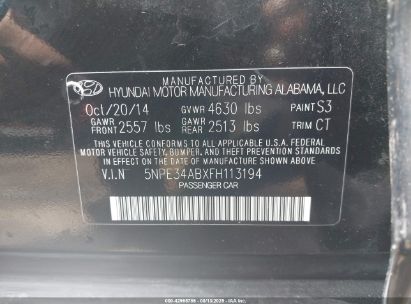 MANUFACTURED BY
HYUNDAI MOTOR MANUFACTURING ALABAMA, LLC
Oct/20/14 GVWR 4630 lbs PAINT S3
GAWR FRONT 2557 lbs GAWR REAR 2513 lbs TRIM CT
THIS VEHICLE CONFORMS TO ALL APPLICABLE U.S.A. FEDERAL
MOTOR VEHICLE SAFETY, BUMPER, AND THEFT PREVENTION STANDARDS
IN EFFECT ON THE DATE OF MANUFACTURE SHOWN ABOVE.
V.I.N 5NPE34ABXFH113194
PASSENGER CAR